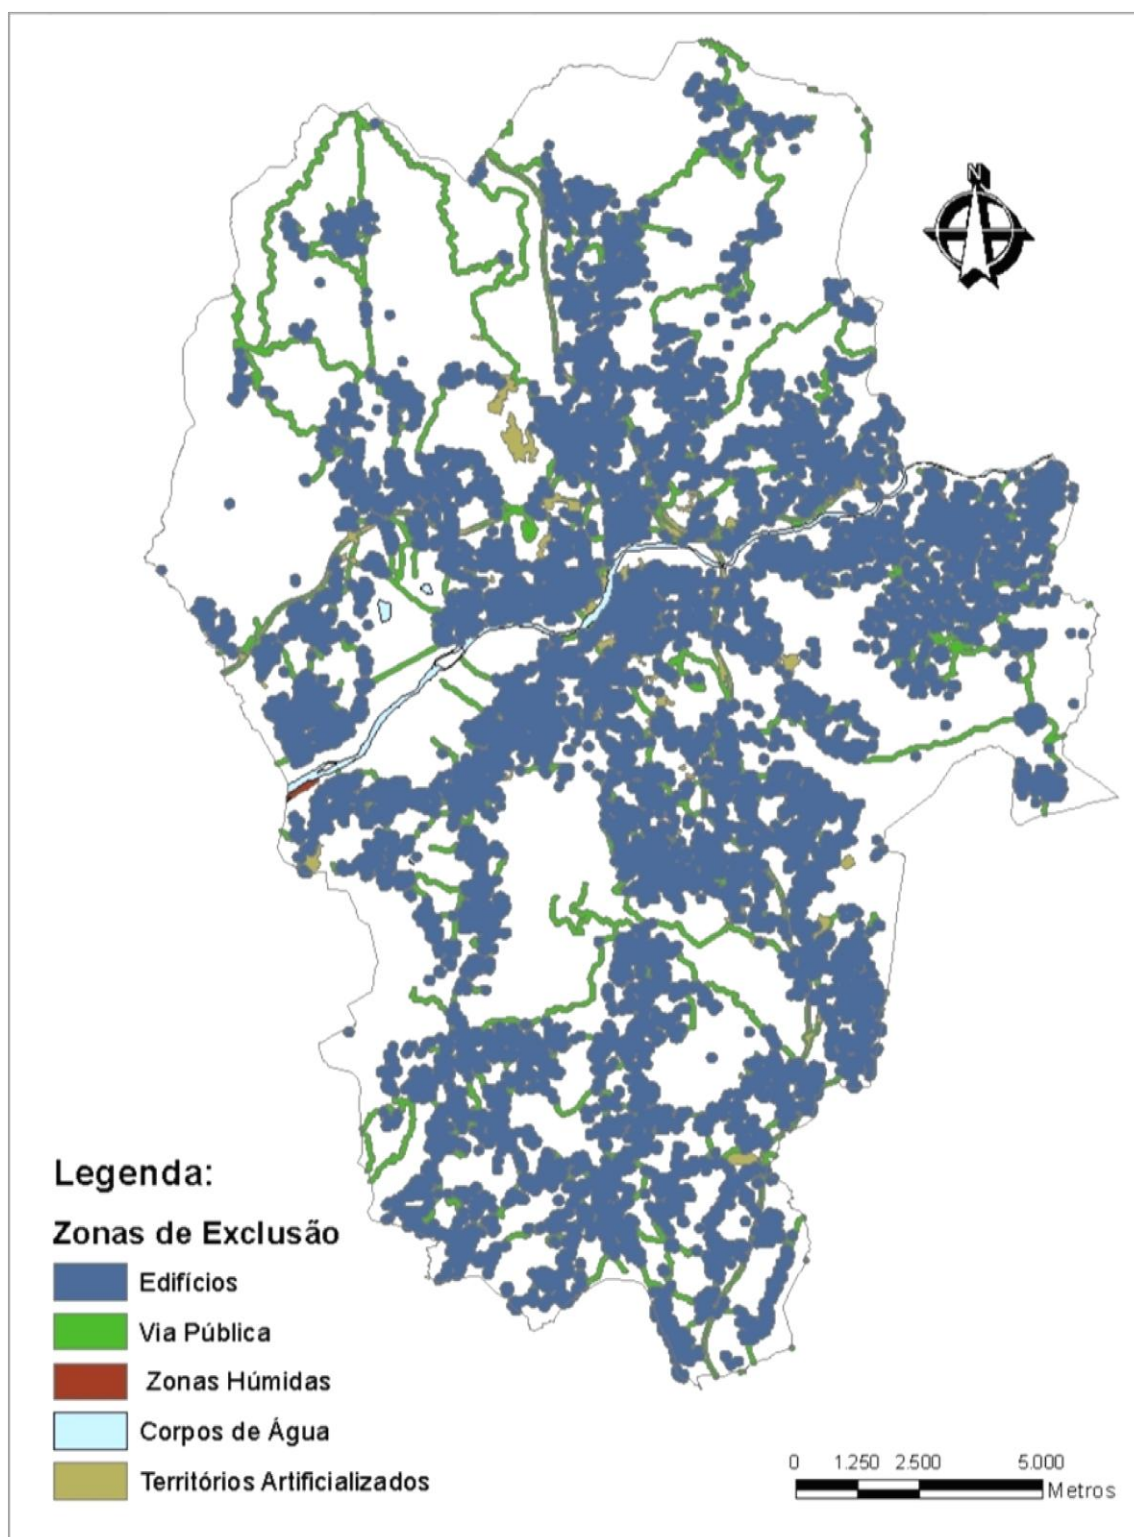 N
Legenda:
Zonas de Exclusão
Edifícios
Via Pública
Zonas Húmidas
Corpos de Água
Territórios Artificializados
0 1.250 2.500 5.000
Metros